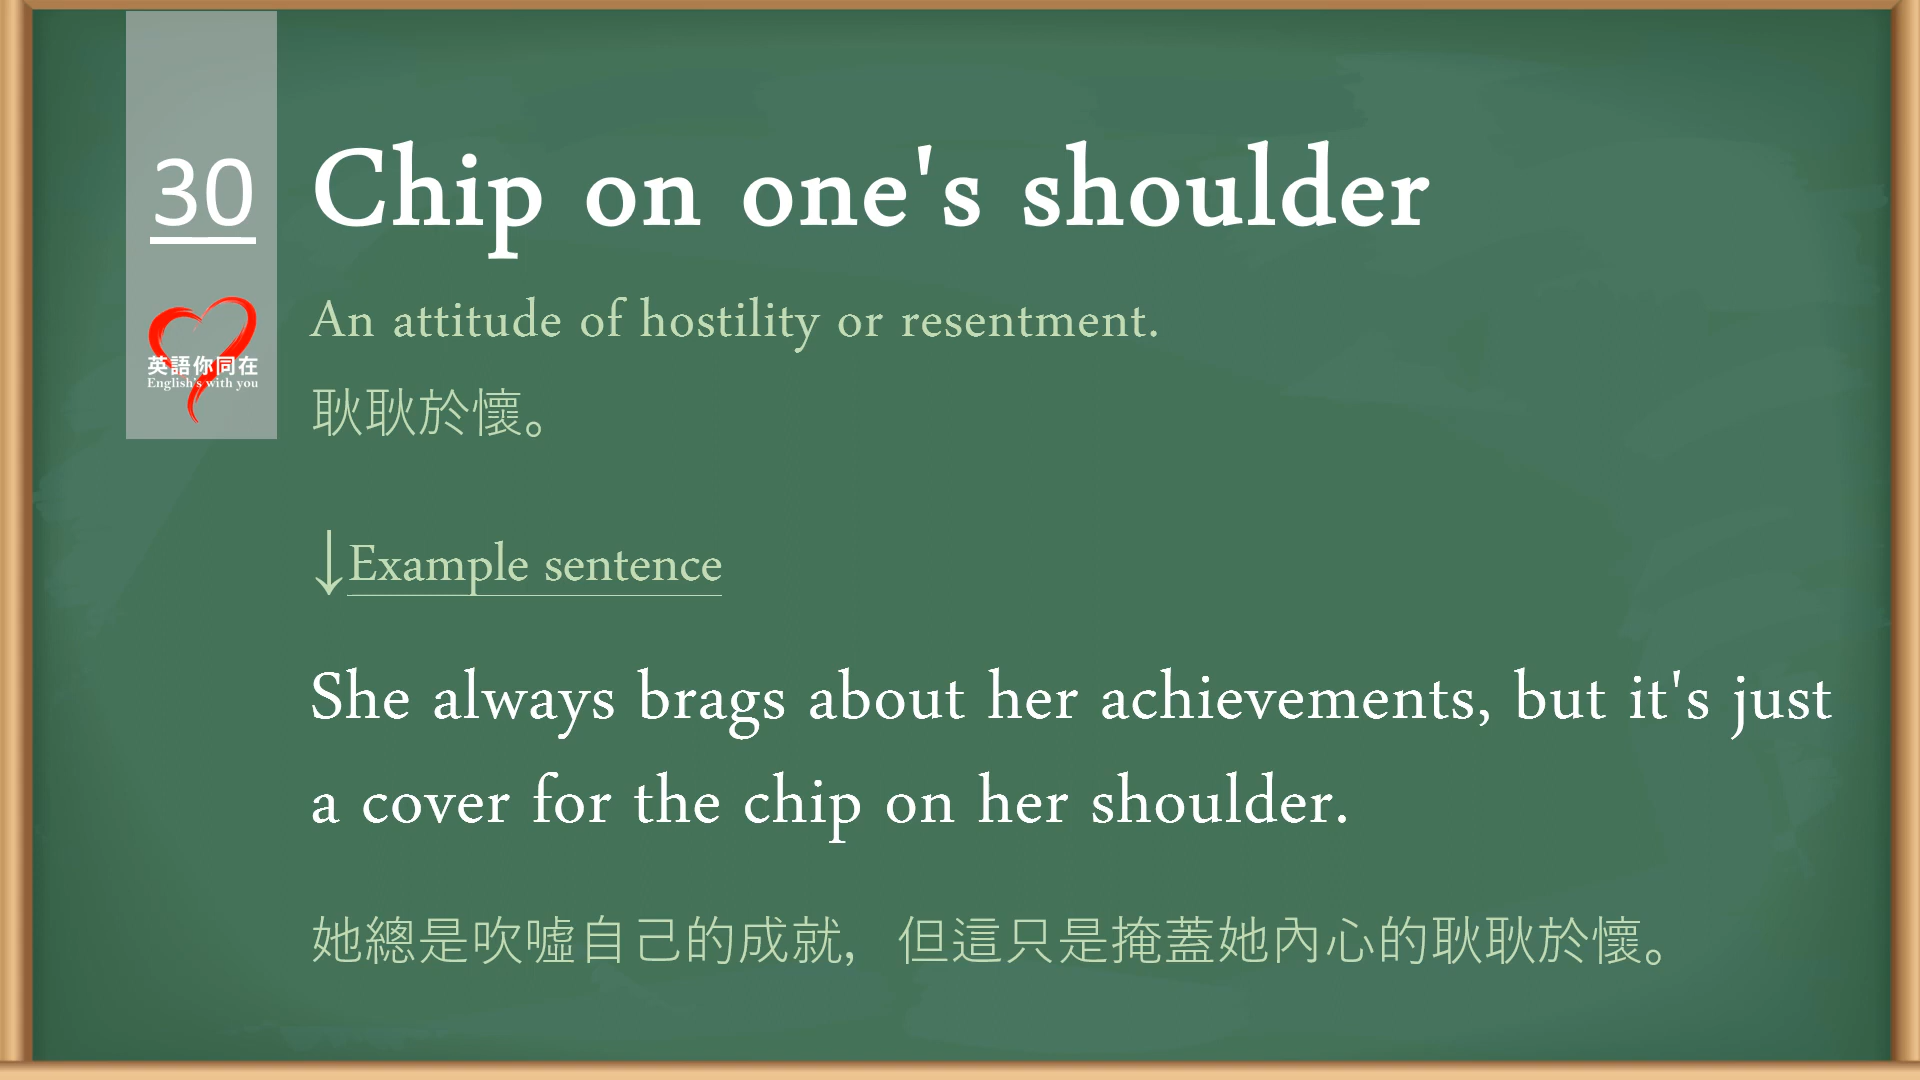 30
Chip on one's shoulder
英語你同在
English's with you
An attitude of hostility or resentment.
耿耿於懷。
↓Example sentence
She always brags about her achievements, but it's just
a cover for the chip on her shoulder.
她總是吹噓自己的成就，但這只是掩蓋她內心的耿耿於懷。